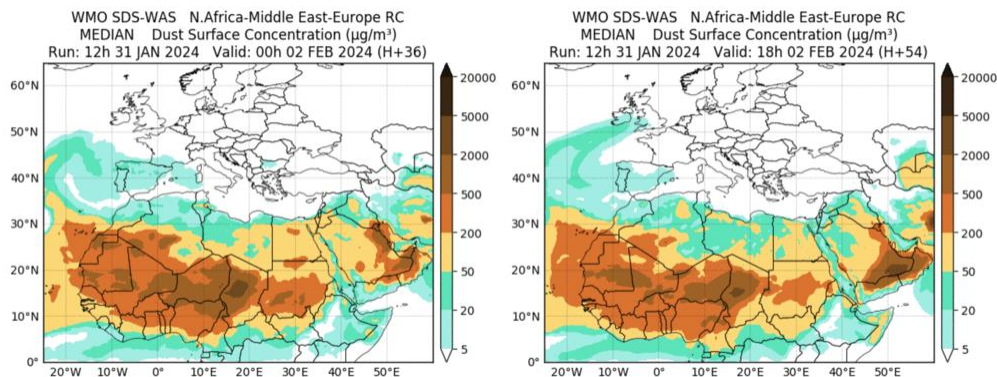 WMO SDS-WAS   N.Africa-Middle East-Europe RC
MEDIAN    Dust Surface Concentration (µg/m³)
Run: 12h 31 JAN 2024   Valid: 00h 02 FEB 2024 (H+36)
60°N
50°N
40°N
30°N
20°N
10°N
0°
20°W
10°W
0°
10°E
20°E
30°E
40°E
50°E
20000
5000
2000
500
200
50
20
5
WMO SDS-WAS   N.Africa-Middle East-Europe RC
MEDIAN    Dust Surface Concentration (µg/m³)
Run: 12h 31 JAN 2024   Valid: 18h 02 FEB 2024 (H+54)
60°N
50°N
40°N
30°N
20°N
10°N
0°
20°W
10°W
0°
10°E
20°E
30°E
40°E
50°E
20000
5000
2000
500
200
50
20
5